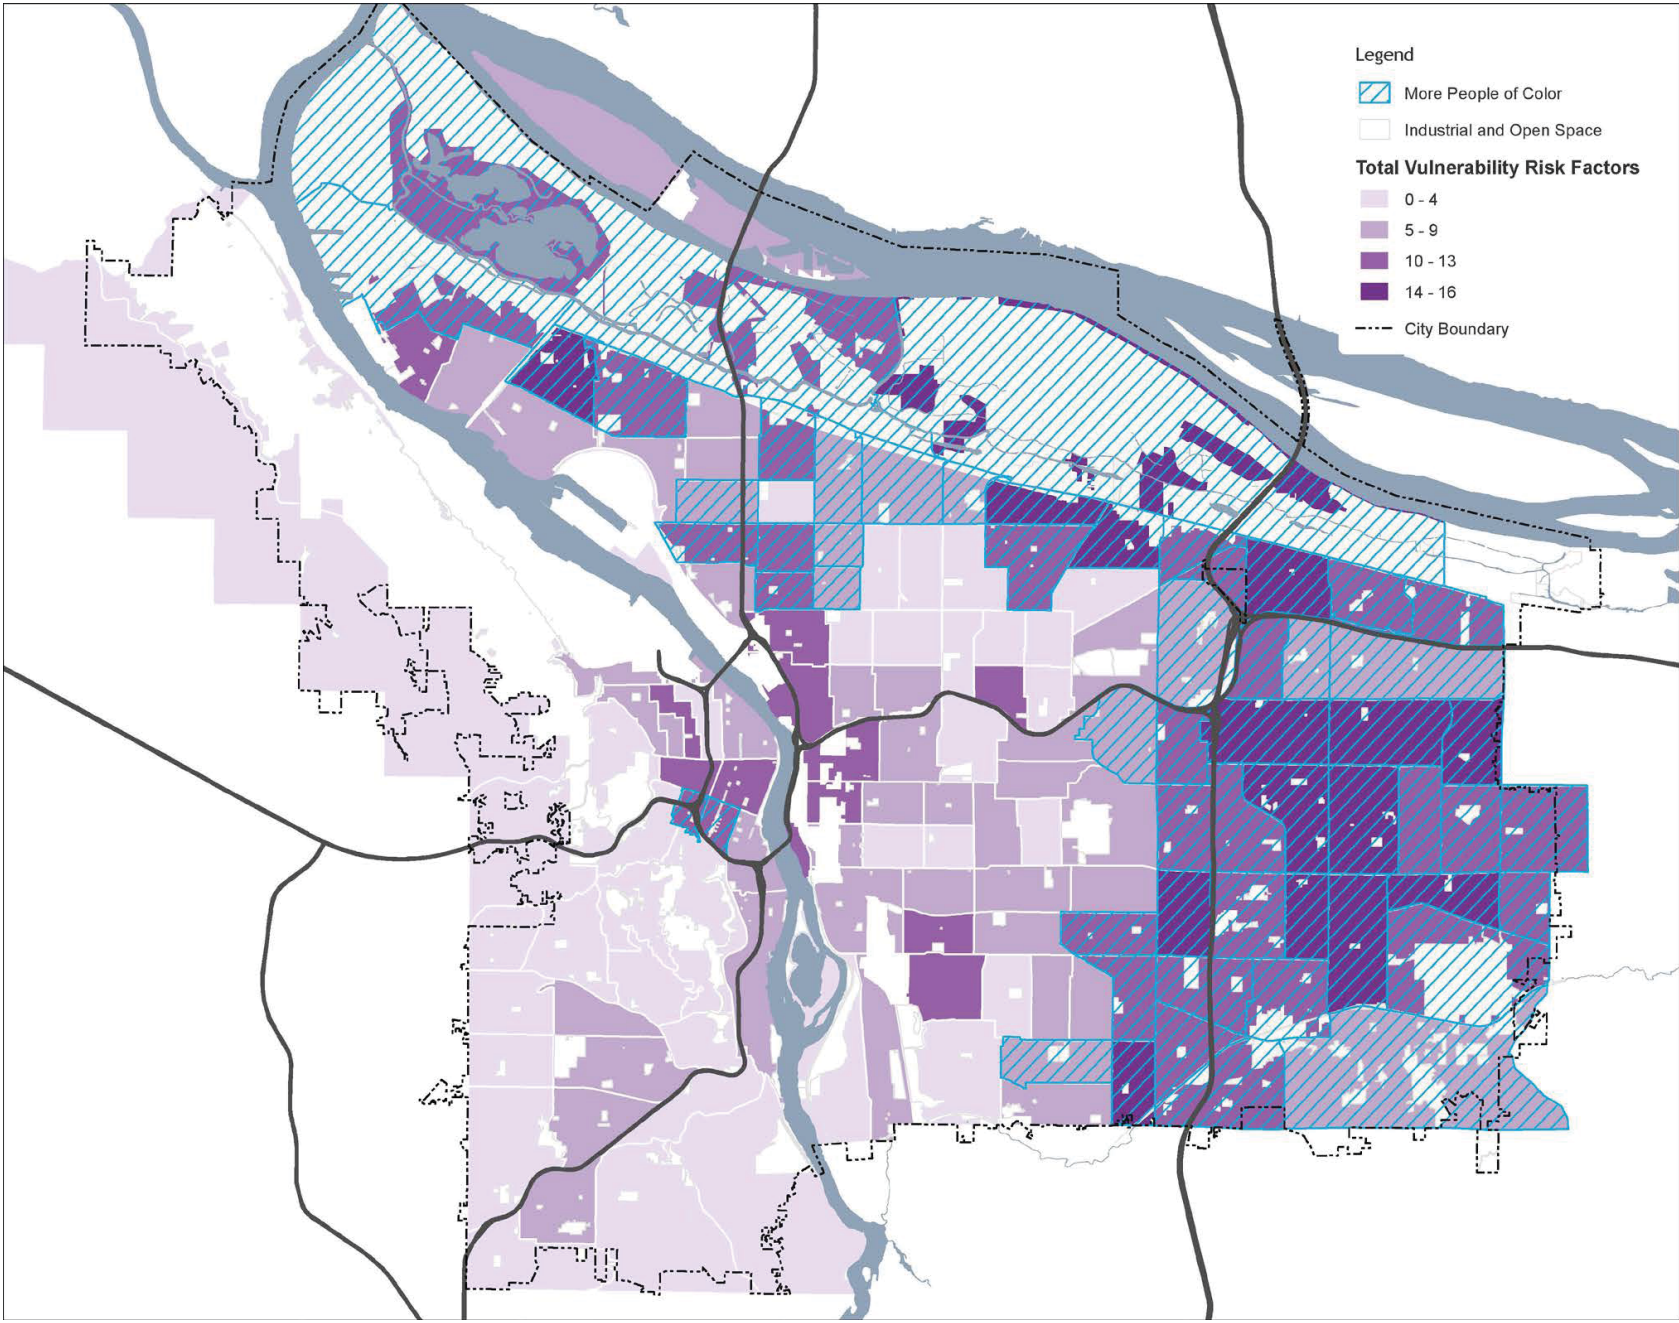 Legend
More People of Color
Industrial and Open Space
Total Vulnerability Risk Factors
0 - 4
5 - 9
10 - 13
14 - 16
City Boundary